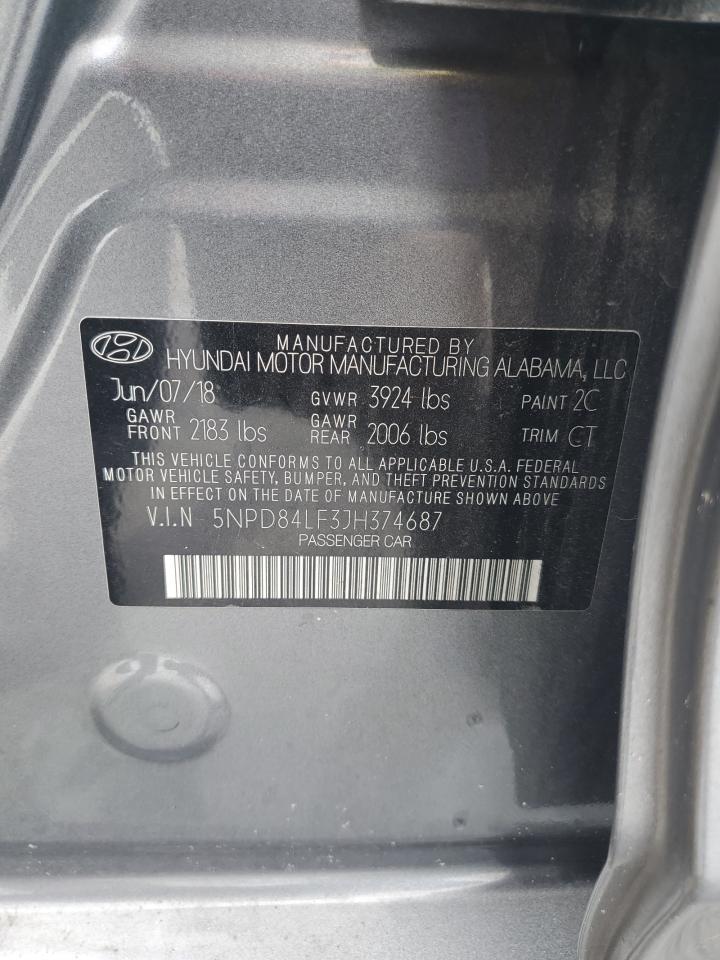 MANUFACTURED BY
HYUNDAI MOTOR MANUFACTURING ALABAMA, LLC
Jun/07/18 GVWR 3924 lbs PAINT 2C
GAWR FRONT 2183 lbs GAWR REAR 2006 lbs TRIM CT
THIS VEHICLE CONFORMS TO ALL APPLICABLE U.S.A. FEDERAL
MOTOR VEHICLE SAFETY, BUMPER, AND THEFT PREVENTION STANDARDS
IN EFFECT ON THE DATE OF MANUFACTURE SHOWN ABOVE
V.I.N 5NPD84LF3JH374687
PASSENGER CAR